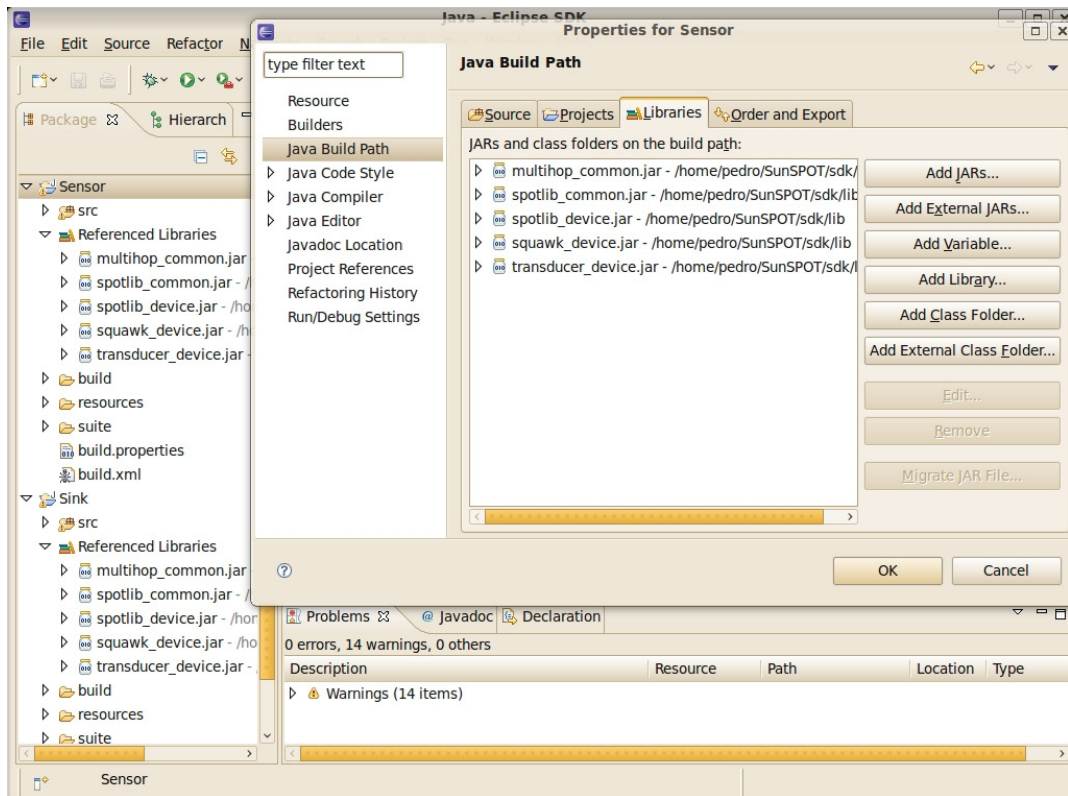 Java - Eclipse SDK
File Edit Source Refactor N
Package
Hierarch
Sensor
src
Referenced Libraries
multihop_common.jar
spotlib_common.jar - /
spotlib_device.jar - /ho
squawk_device.jar - /h
transducer_device.jar -
build
resources
suite
build.properties
build.xml
Sink
src
Referenced Libraries
multihop_common.jar
spotlib_common.jar - /
spotlib_device.jar - /hor
squawk_device.jar - /ho
transducer_device.jar -
build
resources
suite
Sensor
Properties for Sensor
type filter text
Resource
Builders
Java Build Path
Java Code Style
Java Compiler
Java Editor
Javadoc Location
Project References
Refactoring History
Run/Debug Settings
Java Build Path
Source Projects Libraries Order and Export
JARs and class folders on the build path:
multihop_common.jar - /home/pedro/SunSPOT/sdk/
spotlib_common.jar - /home/pedro/SunSPOT/sdk/lib
spotlib_device.jar - /home/pedro/SunSPOT/sdk/lib
squawk_device.jar - /home/pedro/SunSPOT/sdk/lib
transducer_device.jar - /home/pedro/SunSPOT/sdk/l
Add JARs...
Add External JARs...
Add Variable...
Add Library...
Add Class Folder...
Add External Class Folder...
Edit...
Remove
Migrate JAR File...
OK Cancel
Problems @ Javadoc Declaration
0 errors, 14 warnings, 0 others
Description Resource Path Location Type
Warnings (14 items)